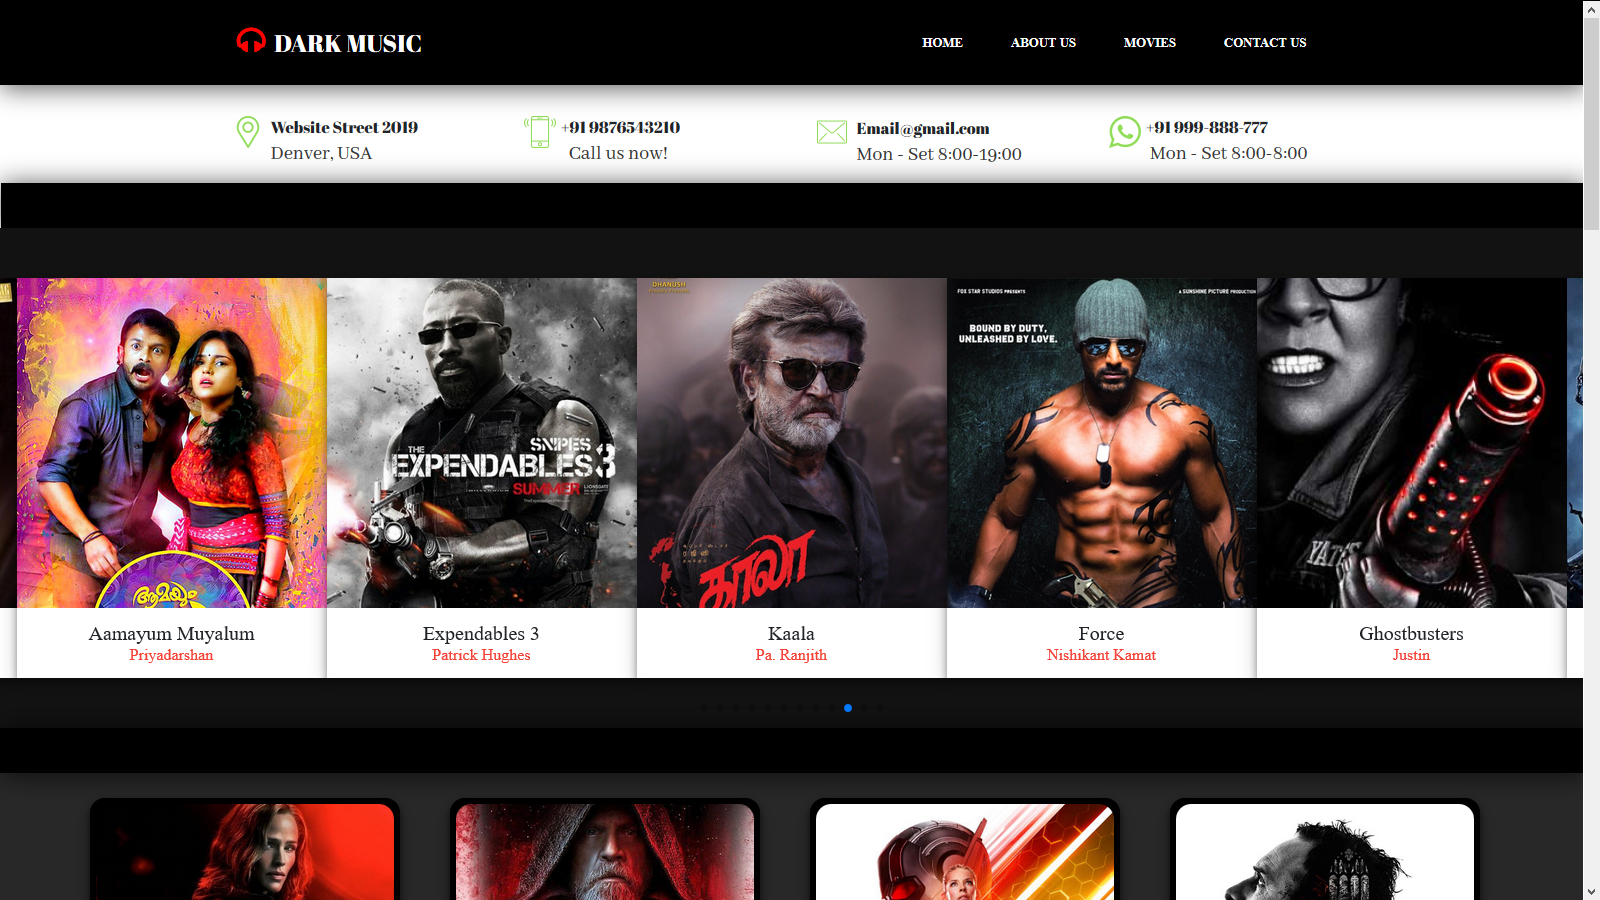 DARK MUSIC
HOME
ABOUT US
MOVIES
CONTACT US
Website Street 2019
Denver, USA
+91 9876543210
Call us now!
Email@gmail.com
Mon - Set 8:00-19:00
+91 999-888-777
Mon - Set 8:00-8:00
ആമയും
SNIPES
THE
EXPENDABLES 3
SUMMER
LIONSGATE
DHANUSH
காலா
FOX STAR STUDIOS PRESENTS
A SUNSHINE PICTURE PRODUCTION
BOUND BY DUTY,
UNLEASHED BY LOVE.
YAT
Aamayum Muyalum
Priyadarshan
Expendables 3
Patrick Hughes
Kaala
Pa. Ranjith
Force
Nishikant Kamat
Ghostbusters
Justin